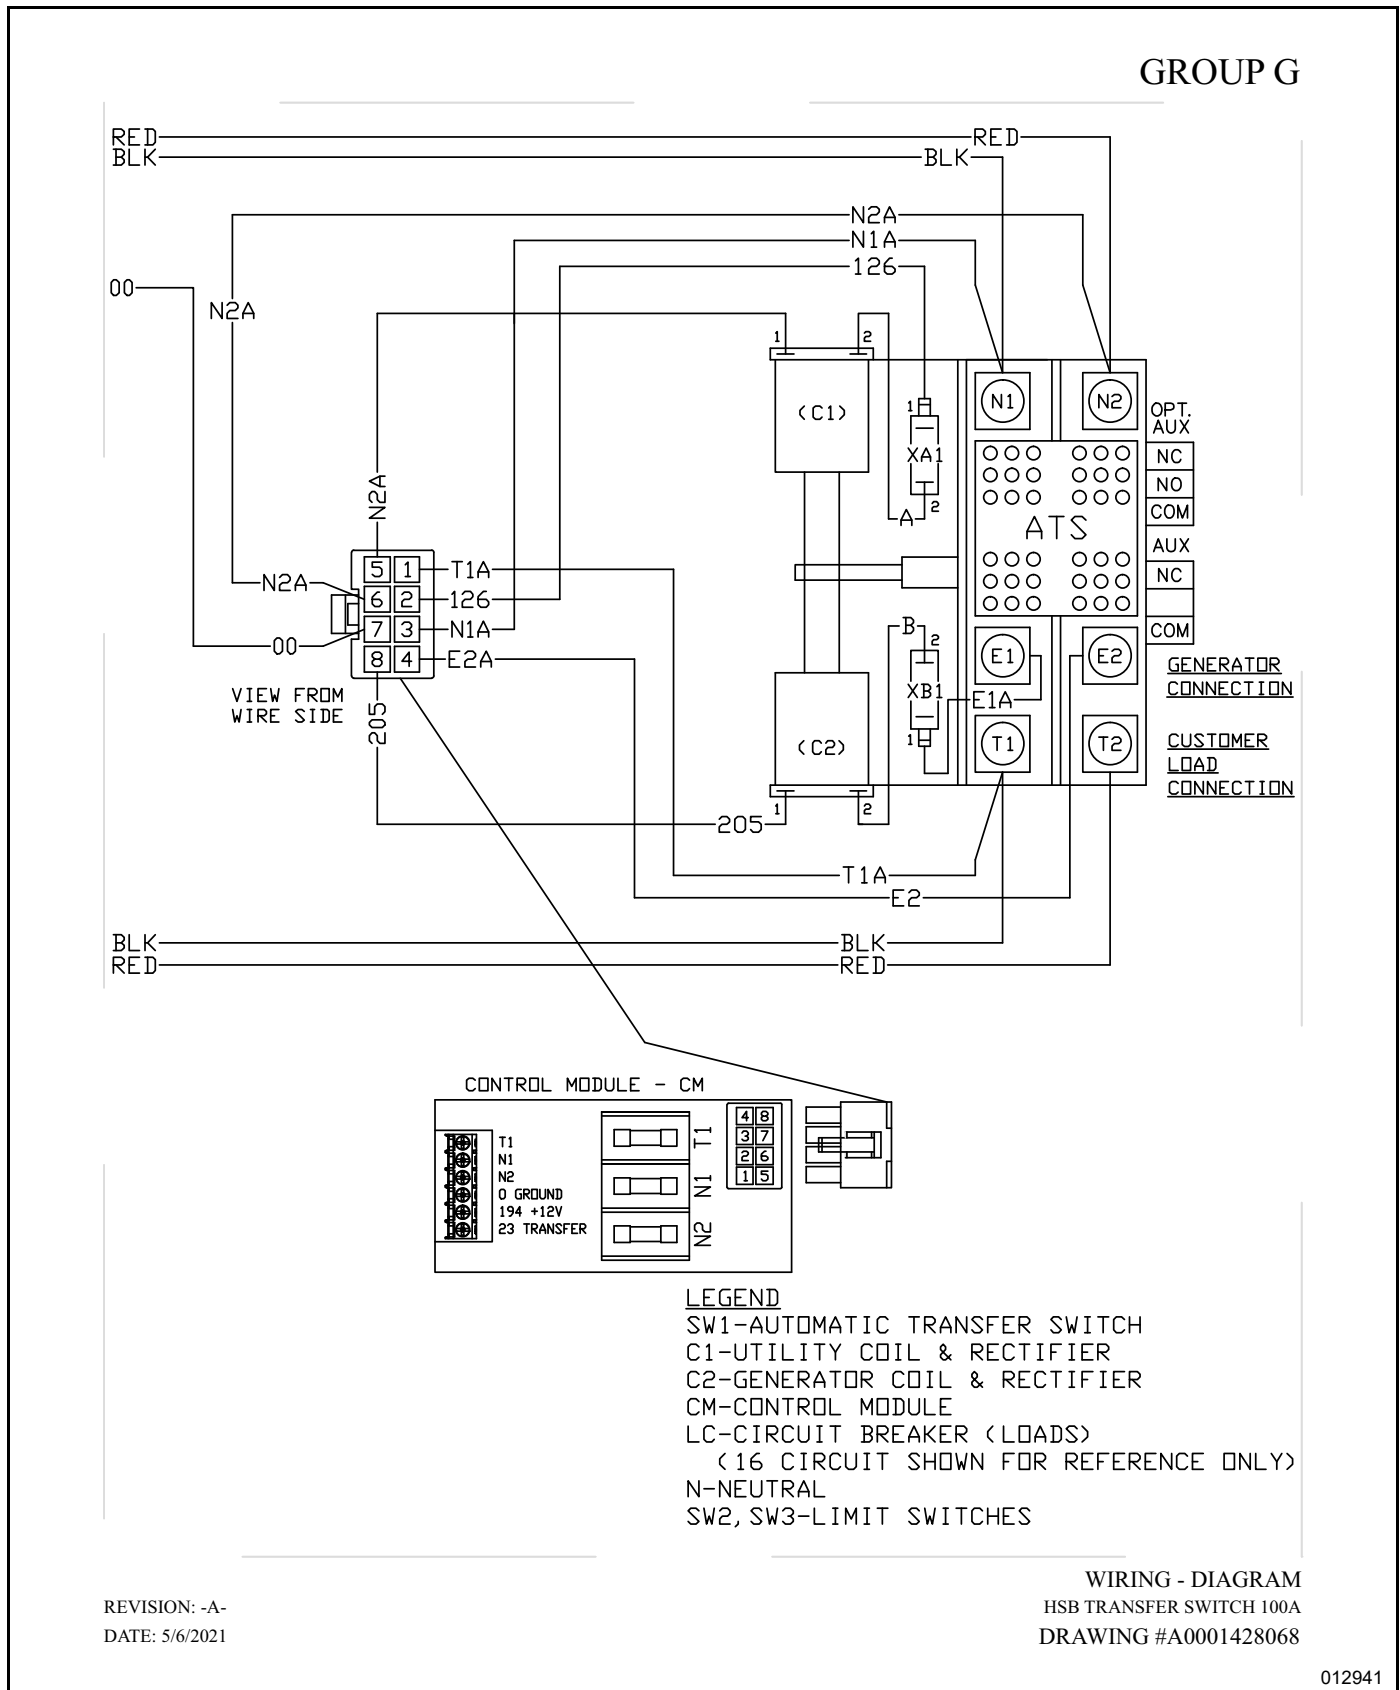 GROUP G
RED
RED
BLK
BLK
N2A
N1A
126
00
N2A
1
2
1
2
(C1)
N1
N2
1
XA1
2
A
OPT.
AUX
NC
NO
COM
ATS
AUX
NC
COM
N2A
N2A
00
5 1
6 2
7 3
8 4
T1A
126
N1A
E2A
VIEW FROM
WIRE SIDE
205
B
2
XB1
1
E1A
E1
E2
T1
T2
GENERATOR
CONNECTION
CUSTOMER
LOAD
CONNECTION
(C2)
205
T1A
E2
BLK
BLK
RED
RED
CONTROL MODULE - CM
T1
N1
N2
0 GROUND
194 +12V
23 TRANSFER
T1
N1
N2
4 8
3 7
2 6
1 5
LEGEND
SW1-AUTOMATIC TRANSFER SWITCH
C1-UTILITY COIL & RECTIFIER
C2-GENERATOR COIL & RECTIFIER
CM-CONTROL MODULE
LC-CIRCUIT BREAKER (LOADS)
(16 CIRCUIT SHOWN FOR REFERENCE ONLY)
N-NEUTRAL
SW2,SW3-LIMIT SWITCHES
REVISION: -A-
DATE: 5/6/2021
WIRING - DIAGRAM
HSB TRANSFER SWITCH 100A
DRAWING #A0001428068
012941